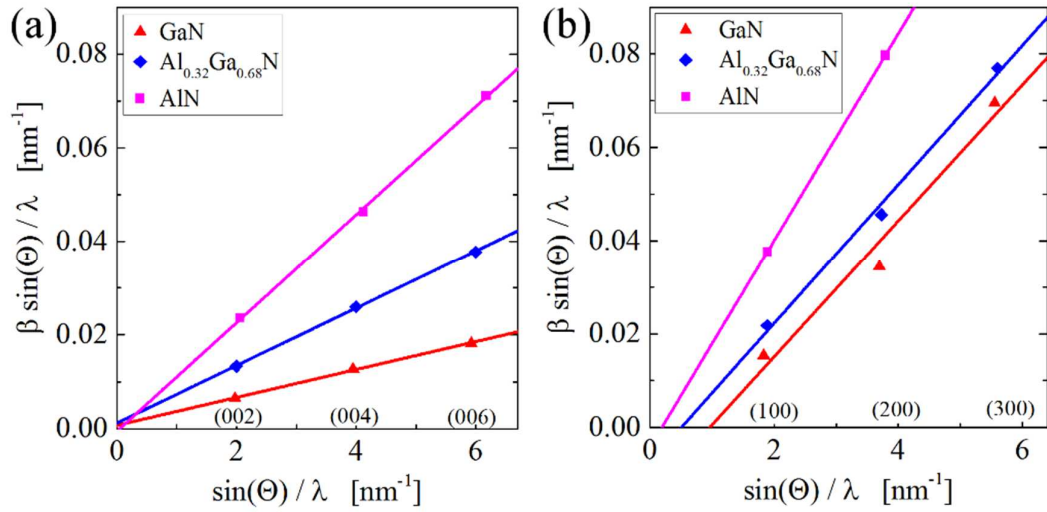 (a)
GaN
Al0.32Ga0.68N
AlN
β sin(Θ) / λ [nm-1]
0.08
0.06
0.04
0.02
0.00
(002)
(004)
(006)
0
2
4
6
sin(Θ) / λ [nm-1]
(b)
GaN
Al0.32Ga0.68N
AlN
β sin(Θ) / λ [nm-1]
0.08
0.06
0.04
0.02
0.00
(100)
(200)
(300)
0
2
4
6
sin(Θ) / λ [nm-1]